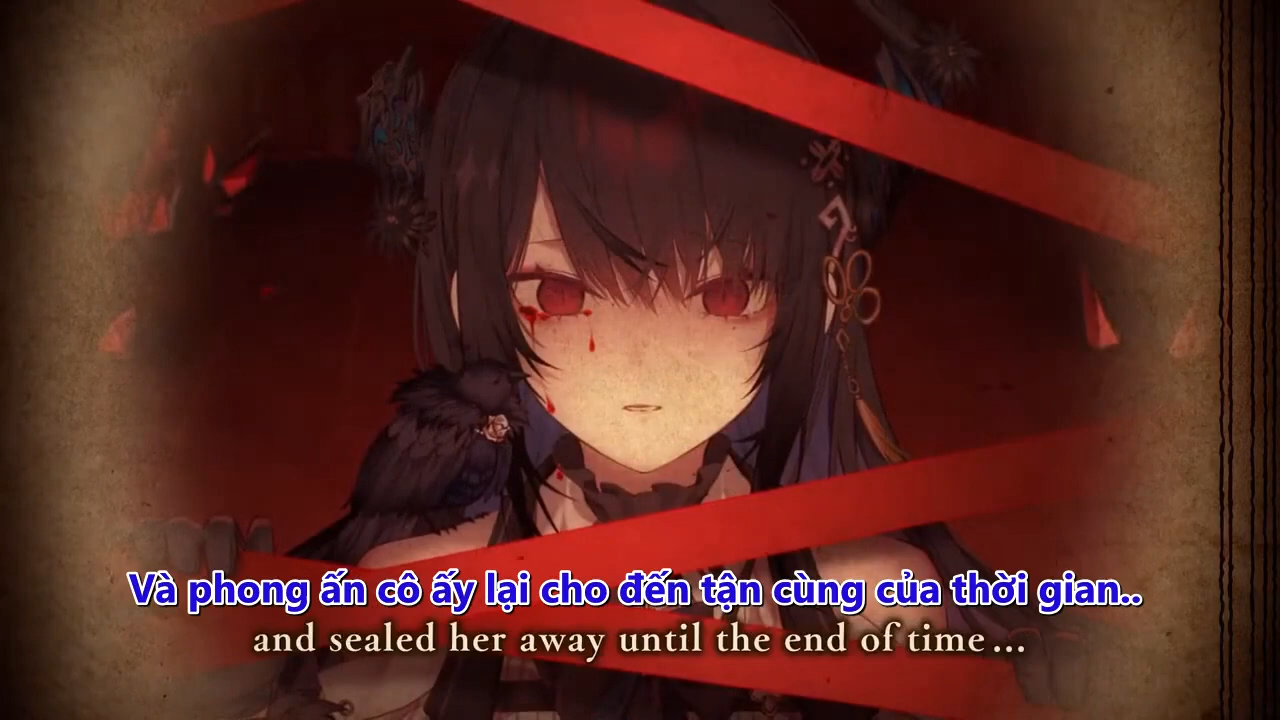 Và phong ấn cô ấy lại cho đến tận cùng của thời gian..
and sealed her away until the end of time...